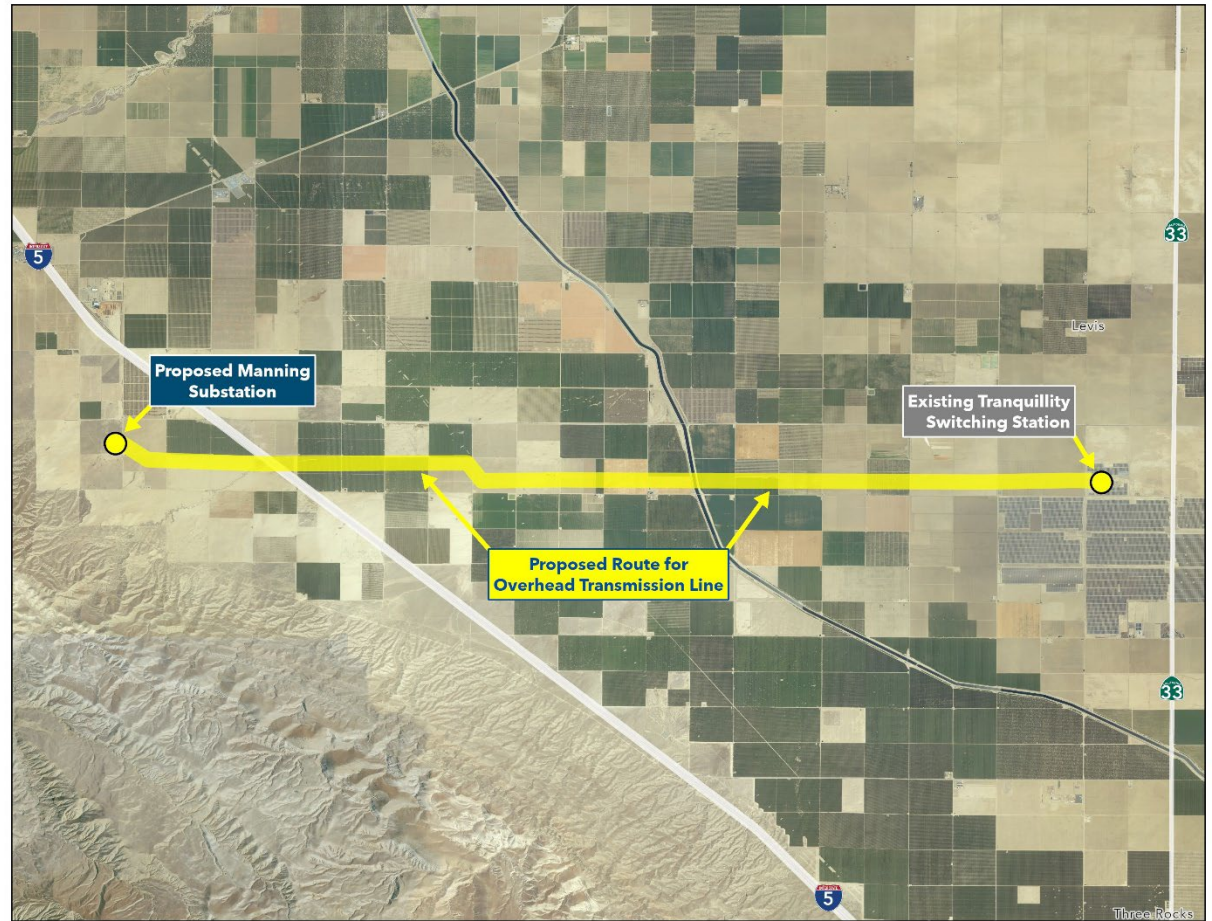 33
5
Levis
Proposed Manning
Substation
Existing Tranquillity
Switching Station
Proposed Route for
Overhead Transmission Line
33
5
Three Rocks